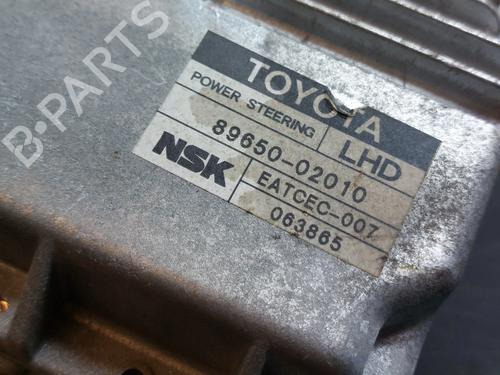 B-PARTS
TOYOTA
POWER STEERING LHD
89650-02010
NSK EATCEC-007
063865